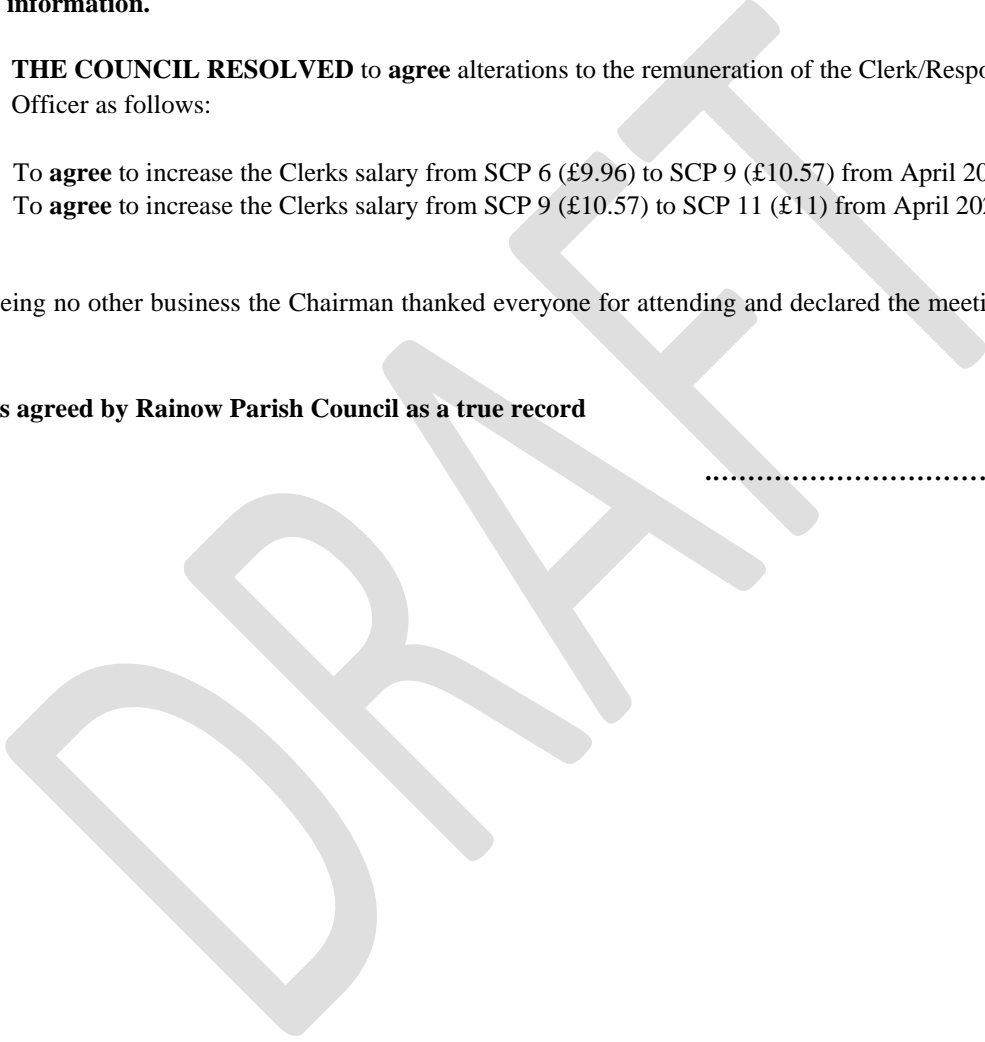 information.
THE COUNCIL RESOLVED to agree alterations to the remuneration of the Clerk/Respo
Officer as follows:
To agree to increase the Clerks salary from SCP 6 (£9.96) to SCP 9 (£10.57) from April 20
To agree to increase the Clerks salary from SCP 9 (£10.57) to SCP 11 (£11) from April 202
eing no other business the Chairman thanked everyone for attending and declared the meeti
s agreed by Rainow Parish Council as a true record
……………………………
DRAFT